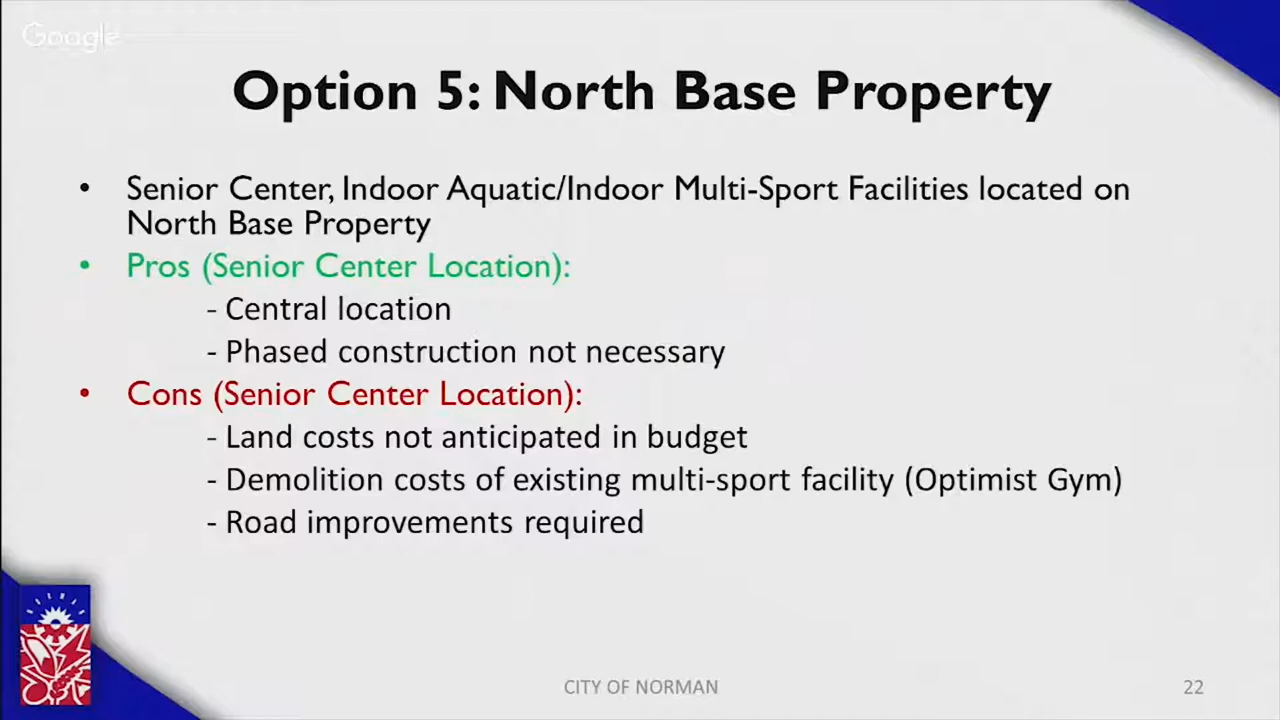 Google
Option 5: North Base Property
• Senior Center, Indoor Aquatic/Indoor Multi-Sport Facilities located on
North Base Property
• Pros (Senior Center Location):
- Central location
- Phased construction not necessary
• Cons (Senior Center Location):
- Land costs not anticipated in budget
- Demolition costs of existing multi-sport facility (Optimist Gym)
- Road improvements required
CITY OF NORMAN
22